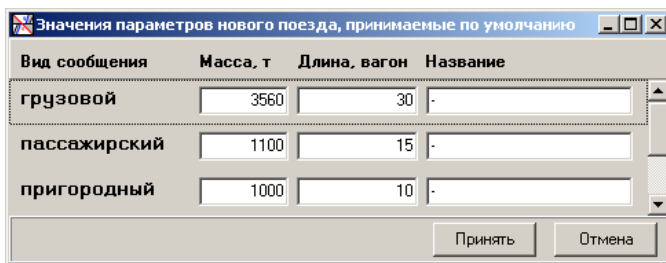 Значения параметров нового поезда, принимаемые по умолчанию
Вид сообщения Масса, т Длина, вагон Название
грузовой 3560 30 -
пассажирский 1100 15 -
пригородный 1000 10 -
Принять Отмена